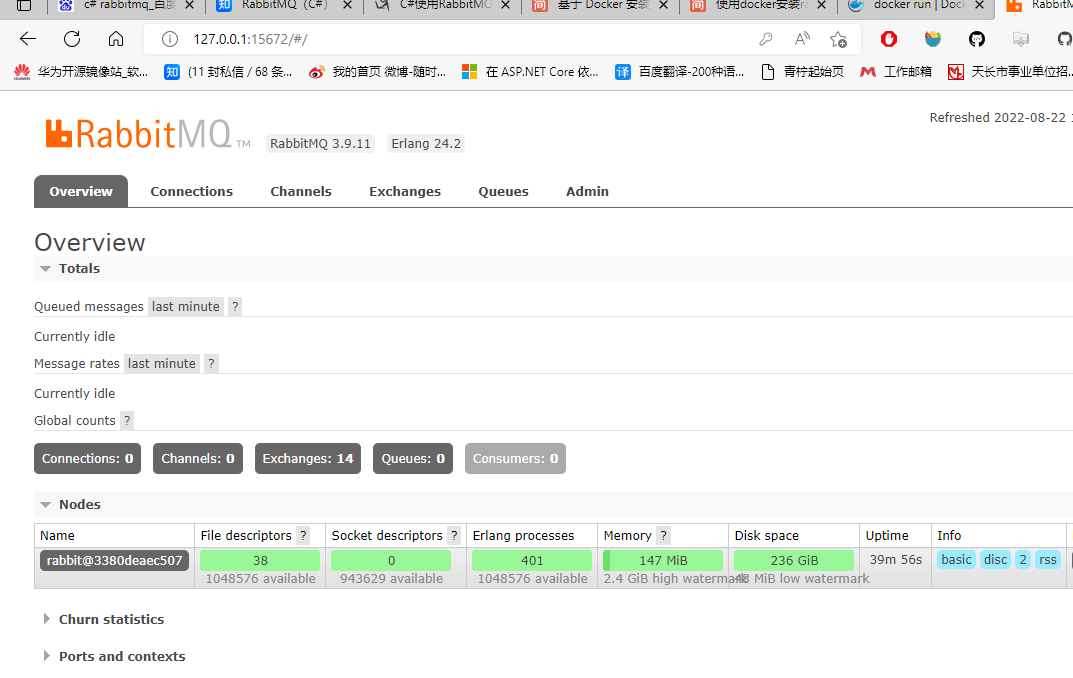 c# rabbitmq_百度 RabbitMQ（C#） C#使用RabbitMQ 基于 Docker 安装 使用docker安装ra docker run | Dock RabbitM
127.0.0.1:15672/#/
华为开源镜像站_软... (11 封私信 / 68 条... 我的首页 微博-随时... 在 ASP.NET Core 依... 百度翻译-200种语... 青柠起始页 工作邮箱 天长市事业单位招...
Refreshed 2022-08-22
RabbitMQ TM RabbitMQ 3.9.11 Erlang 24.2
Overview Connections Channels Exchanges Queues Admin
Overview
Totals
Queued messages last minute ?
Currently idle
Message rates last minute ?
Currently idle
Global counts ?
Connections: 0 Channels: 0 Exchanges: 14 Queues: 0 Consumers: 0
Nodes
Name File descriptors ? Socket descriptors ? Erlang processes Memory ? Disk space Uptime Info
rabbit@3380deaec507 38 0 401 147 MiB 236 GiB 39m 56s basic disc 2 rss
1048576 available 943629 available 1048576 available 2.4 GiB high watermark 48 MiB low watermark
Churn statistics
Ports and contexts